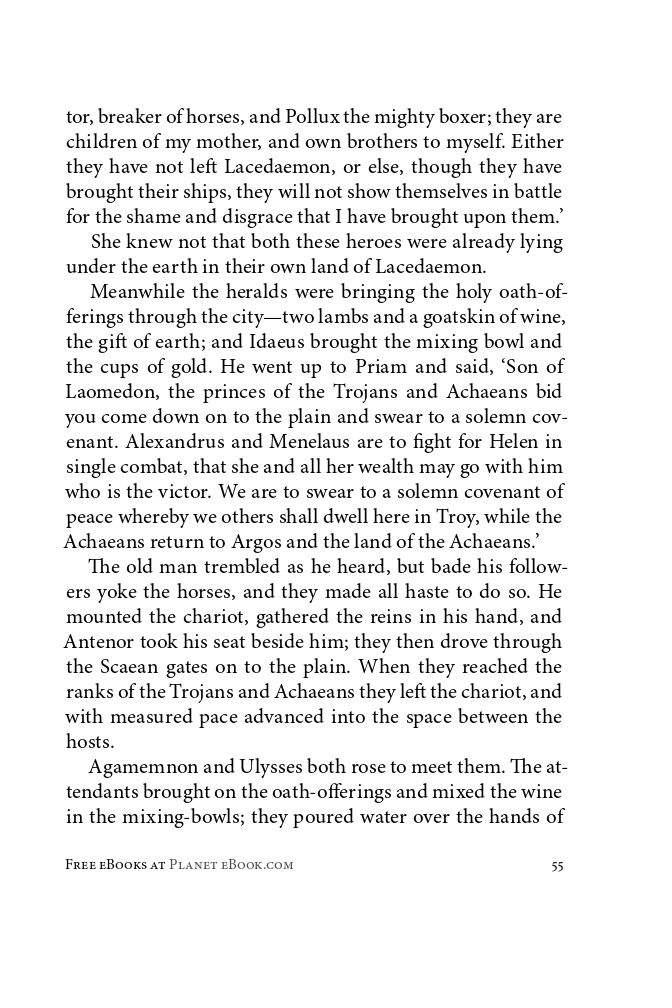 tor, breaker of horses, and Pollux the mighty boxer; they are
children of my mother, and own brothers to myself. Either
they have not left Lacedaemon, or else, though they have
brought their ships, they will not show themselves in battle
for the shame and disgrace that I have brought upon them.’
She knew not that both these heroes were already lying
under the earth in their own land of Lacedaemon.
Meanwhile the heralds were bringing the holy oath-of-
ferings through the city—two lambs and a goatskin of wine,
the gift of earth; and Idaeus brought the mixing bowl and
the cups of gold. He went up to Priam and said, ‘Son of
Laomedon, the princes of the Trojans and Achaeans bid
you come down on to the plain and swear to a solemn cov-
enant. Alexandrus and Menelaus are to fight for Helen in
single combat, that she and all her wealth may go with him
who is the victor. We are to swear to a solemn covenant of
peace whereby we others shall dwell here in Troy, while the
Achaeans return to Argos and the land of the Achaeans.’
The old man trembled as he heard, but bade his follow-
ers yoke the horses, and they made all haste to do so. He
mounted the chariot, gathered the reins in his hand, and
Antenor took his seat beside him; they then drove through
the Scaean gates on to the plain. When they reached the
ranks of the Trojans and Achaeans they left the chariot, and
with measured pace advanced into the space between the
hosts.
Agamemnon and Ulysses both rose to meet them. The at-
tendants brought on the oath-offerings and mixed the wine
in the mixing-bowls; they poured water over the hands of
Free eBooks at Planet eBook.com 55